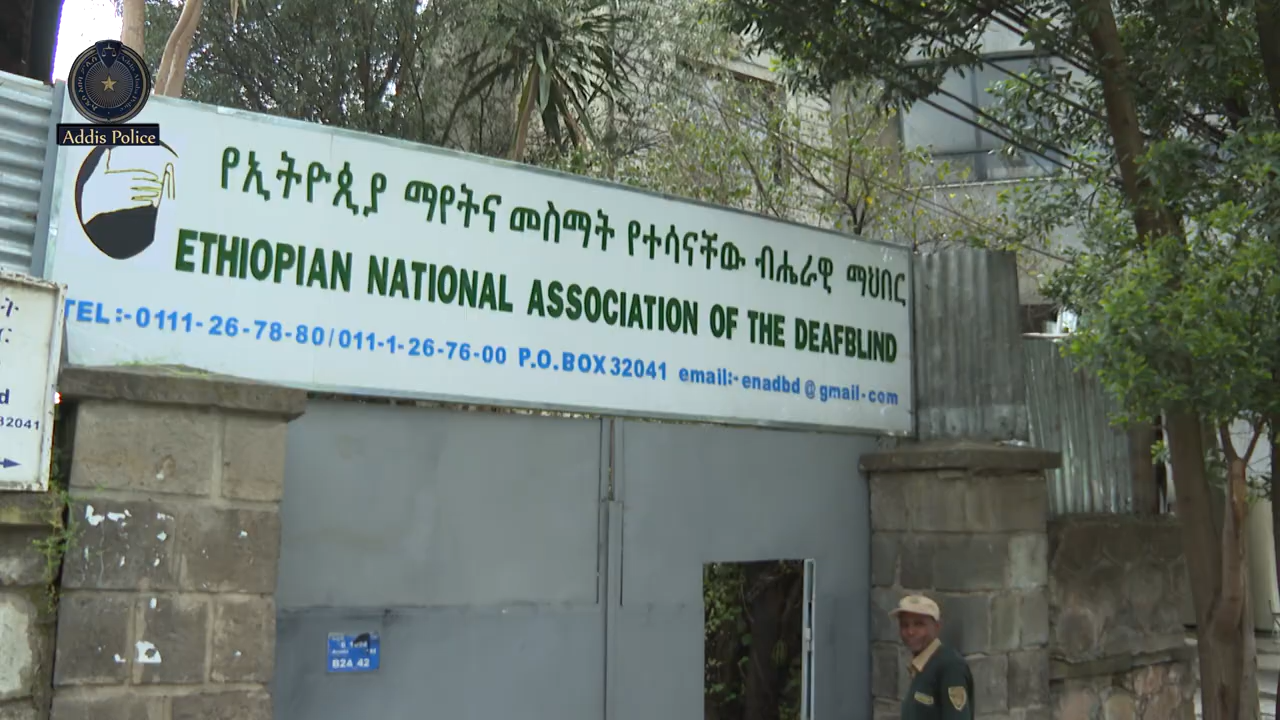 Addis Police
የኢትዮጲያ ማየትና መስማት የተሳናቸው ብሔራዊ ማህበር
ETHIOPIAN NATIONAL ASSOCIATION OF THE DEAFBLIND
TEL:-0111-26-78-80/011-1-26-76-00 P.O.BOX 32041 email:-enadbd@gmail.com
32041
B2A 42